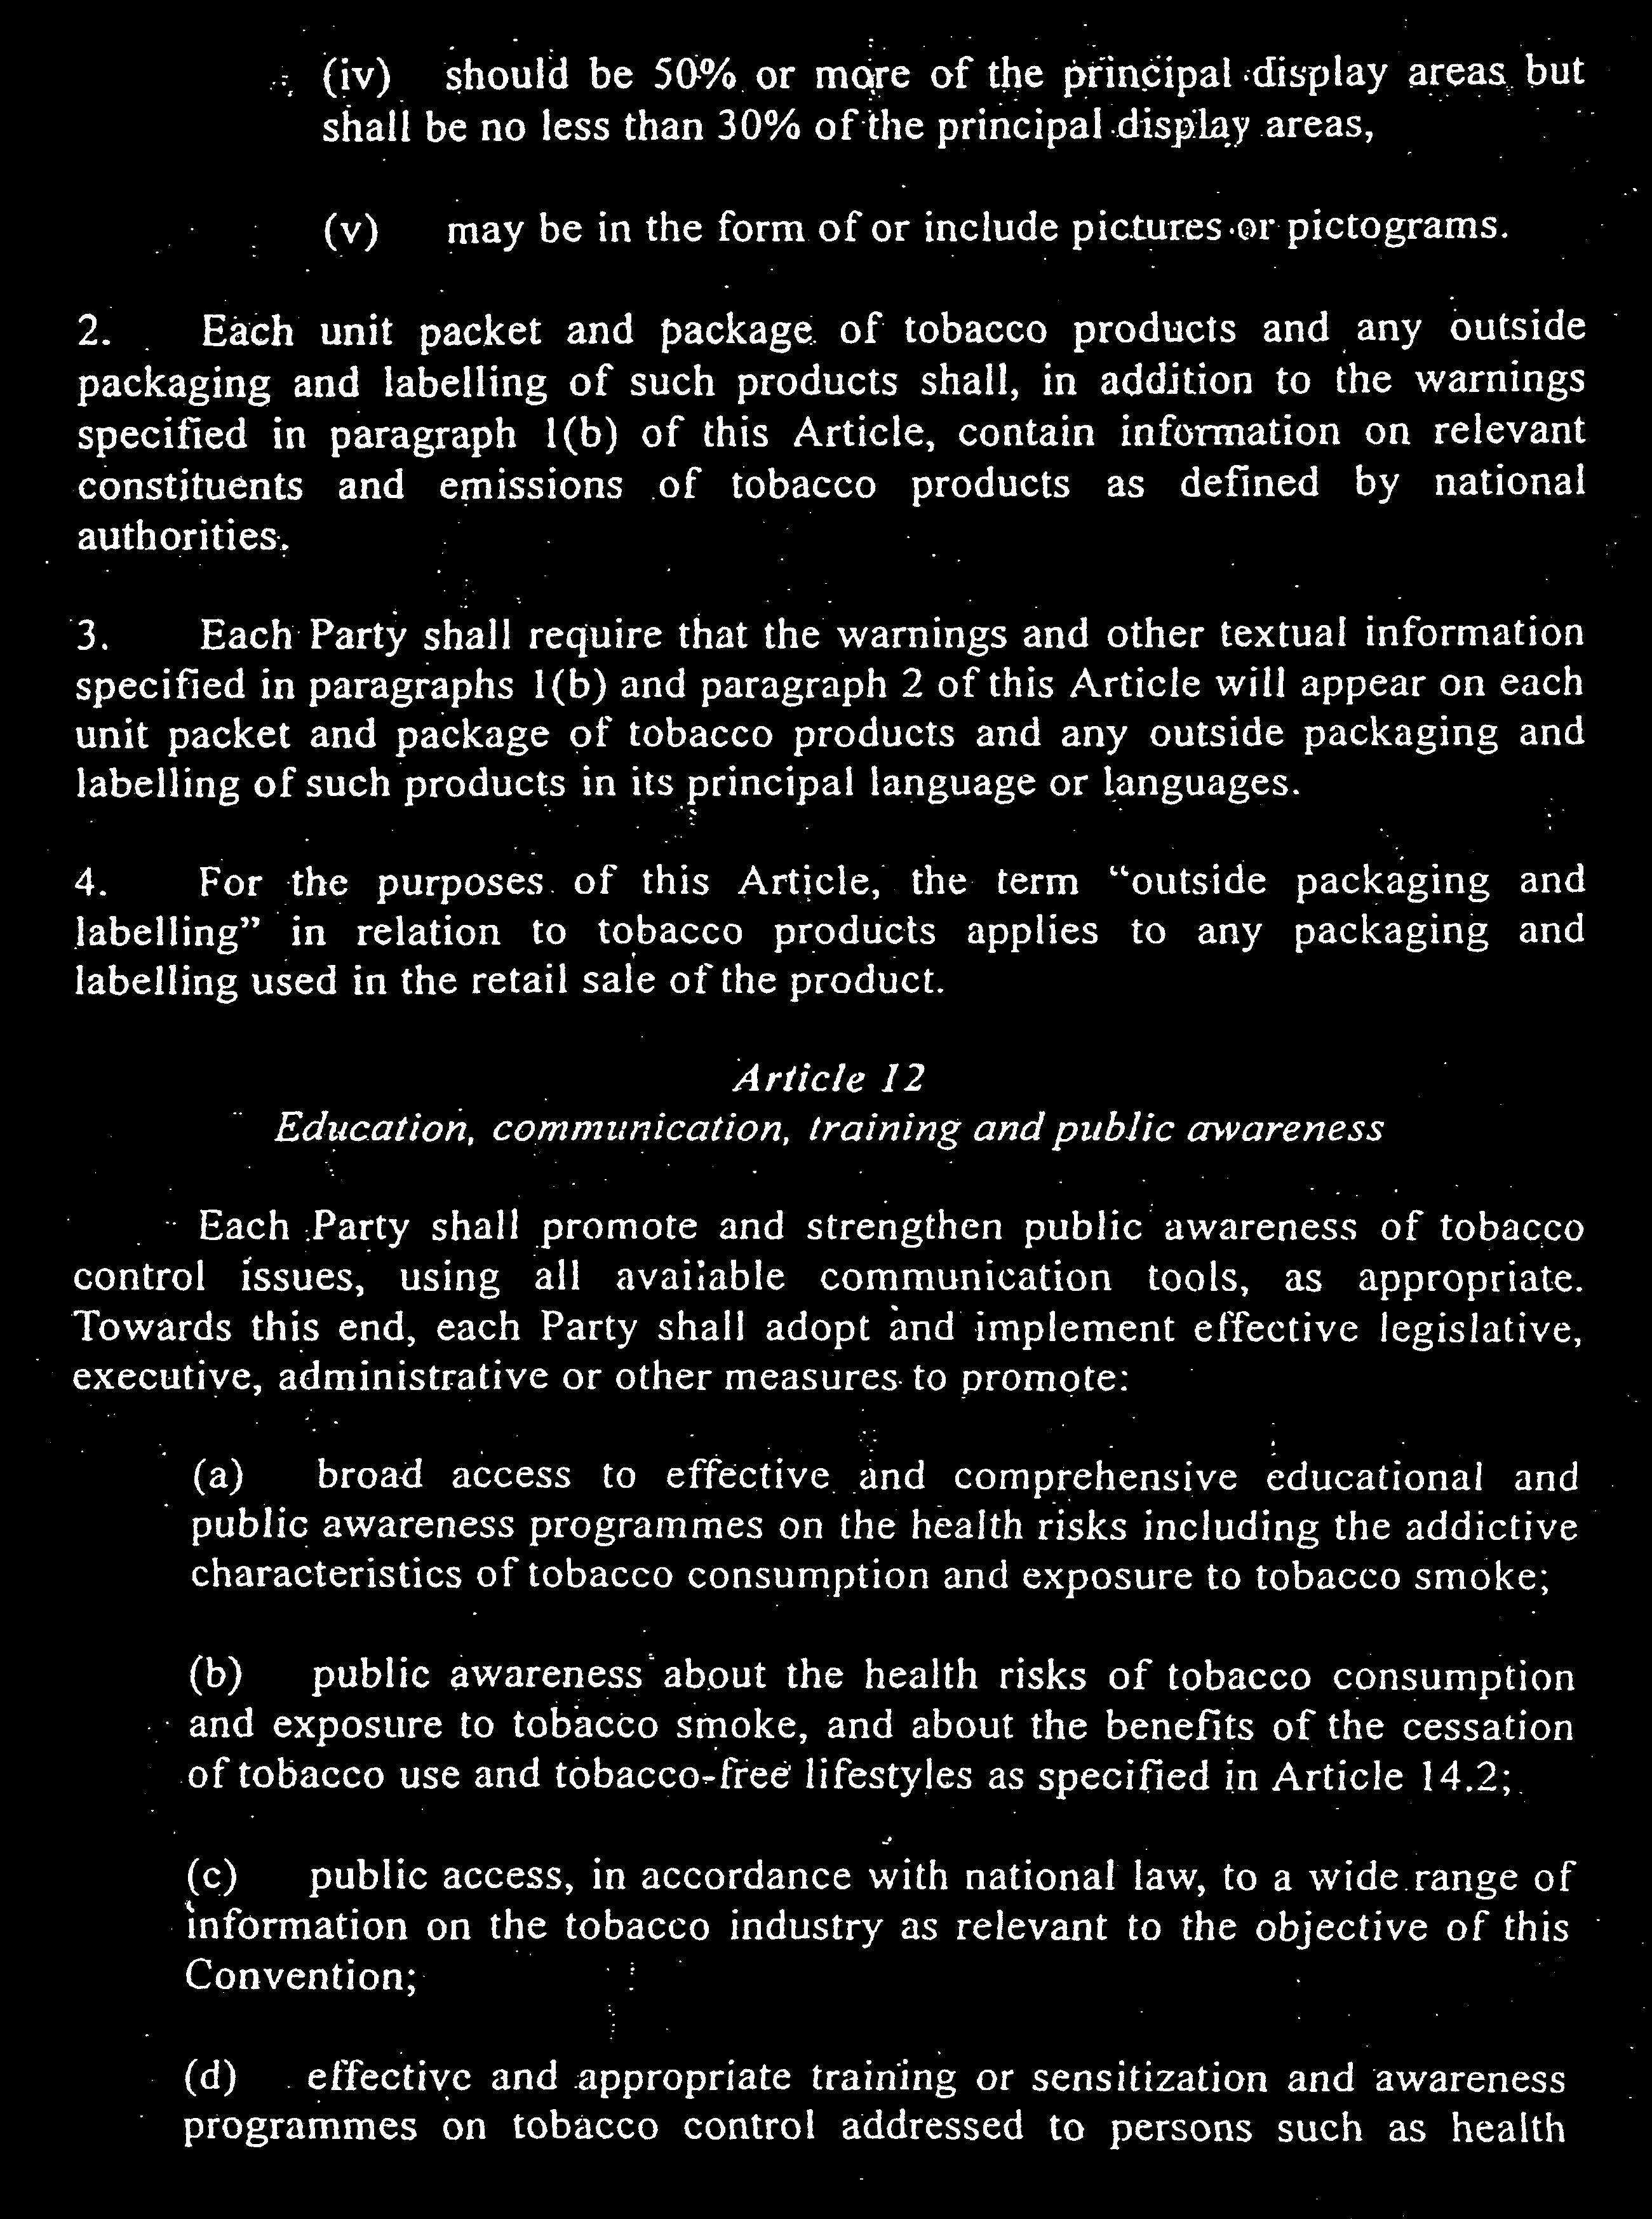 (iv) should be 50% or more of the principal display areas but
shall be no less than 30% of the principal display areas,
(v) may be in the form of or include pictures or pictograms.
2. Each unit packet and package of tobacco products and any outside
packaging and labelling of such products shall, in addition to the warnings
specified in paragraph 1(b) of this Article, contain information on relevant
constituents and emissions of tobacco products as defined by national
authorities.
3. Each Party shall require that the warnings and other textual information
specified in paragraphs 1(b) and paragraph 2 of this Article will appear on each
unit packet and package of tobacco products and any outside packaging and
labelling of such products in its principal language or languages.
4. For the purposes of this Article, the term “outside packaging and
labelling” in relation to tobacco products applies to any packaging and
labelling used in the retail sale of the product.
Article 12
Education, communication, training and public awareness
Each Party shall promote and strengthen public awareness of tobacco
control issues, using all available communication tools, as appropriate.
Towards this end, each Party shall adopt and implement effective legislative,
executive, administrative or other measures to promote:
(a) broad access to effective and comprehensive educational and
public awareness programmes on the health risks including the addictive
characteristics of tobacco consumption and exposure to tobacco smoke;
(b) public awareness about the health risks of tobacco consumption
and exposure to tobacco smoke, and about the benefits of the cessation
of tobacco use and tobacco-free lifestyles as specified in Article 14.2;
(c) public access, in accordance with national law, to a wide range of
information on the tobacco industry as relevant to the objective of this
Convention;
(d) effective and appropriate training or sensitization and awareness
programmes on tobacco control addressed to persons such as health